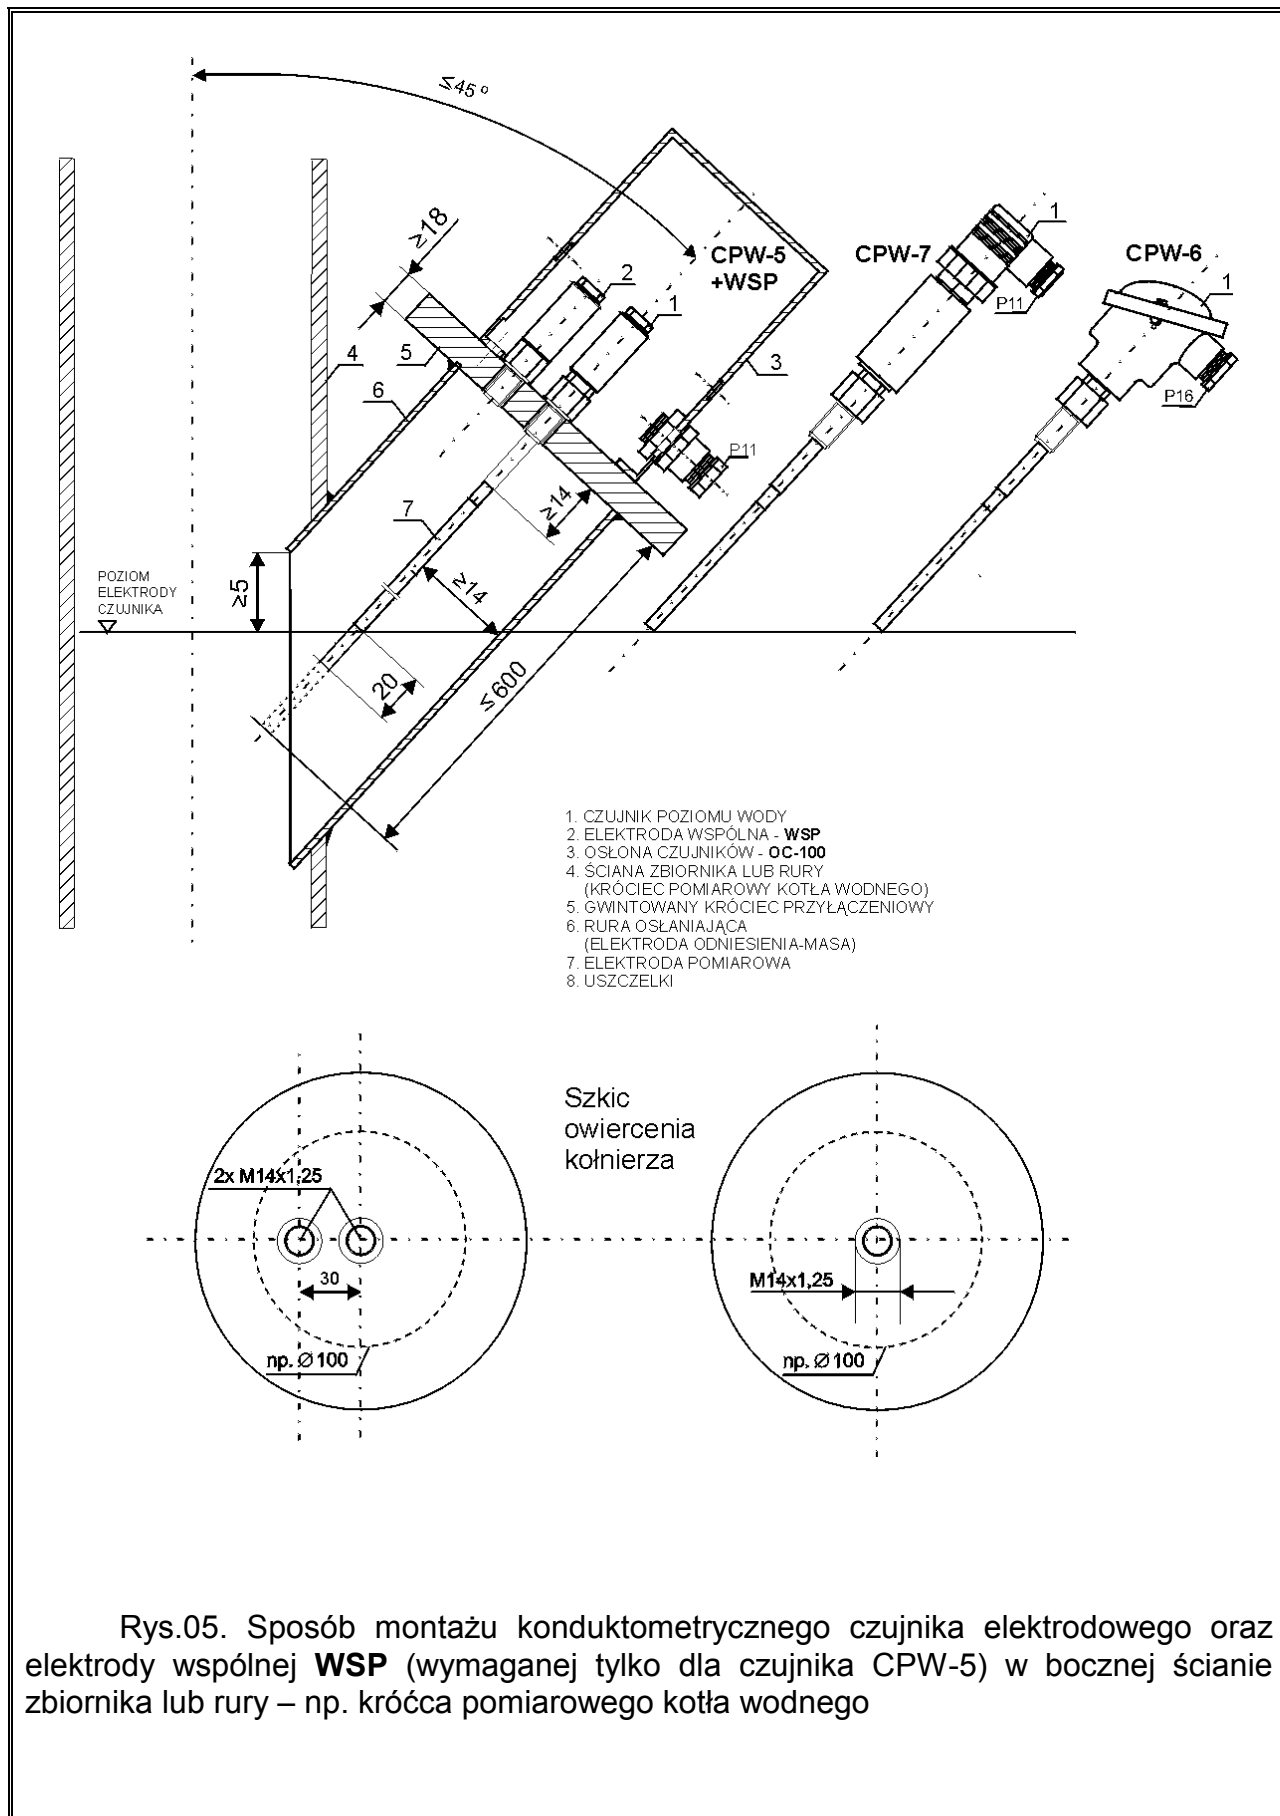 ≤45º
≥18
2
1
CPW-5
+WSP
CPW-7
1
P11
CPW-6
1
P16
4
5
6
3
P11
7
≥14
≥14
POZIOM
ELEKTRODY
CZUJNIKA
≥5
20
≤600
1. CZUJNIK POZIOMU WODY
2. ELEKTRODA WSPÓLNA - WSP
3. OSŁONA CZUJNIKÓW - OC-100
4. ŚCIANA ZBIORNIKA LUB RURY
(KRÓCIEC POMIAROWY KOTŁA WODNEGO)
5. GWINTOWANY KRÓCIEC PRZYŁĄCZENIOWY
6. RURA OSŁANIAJĄCA
(ELEKTRODA ODNIESIENIA-MASA)
7. ELEKTRODA POMIAROWA
8. USZCZELKI
Szkic
owiercenia
kołnierza
2x M14x1,25
30
np. Ø100
M14x1,25
np. Ø100
Rys.05. Sposób montażu konduktometrycznego czujnika elektrodowego oraz
elektrody wspólnej WSP (wymaganej tylko dla czujnika CPW-5) w bocznej ścianie
zbiornika lub rury – np. króćca pomiarowego kotła wodnego